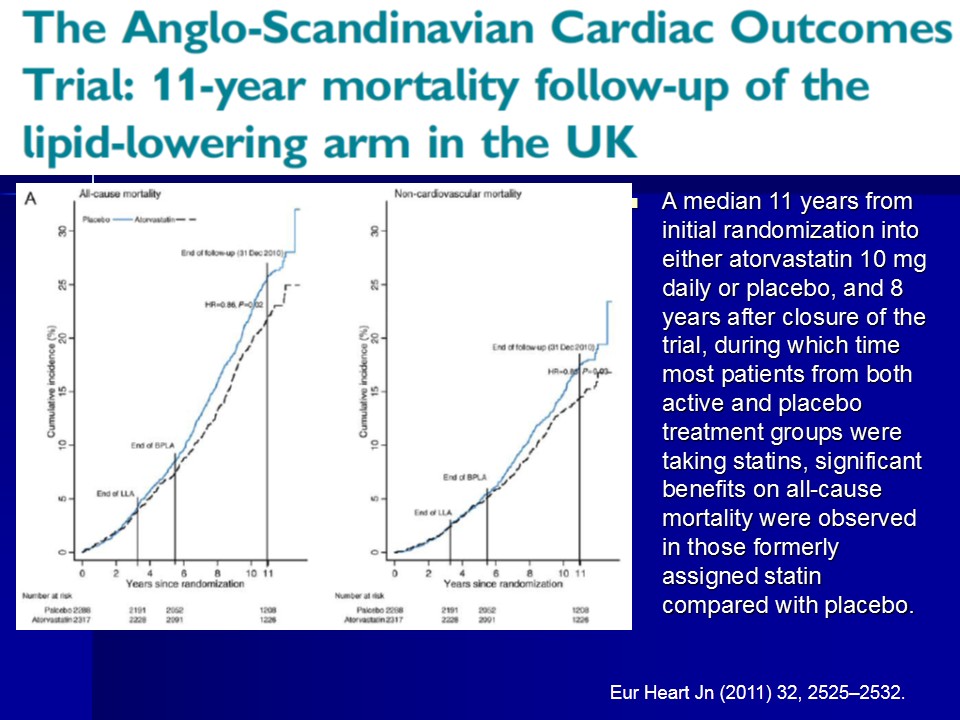 The Anglo-Scandinavian Cardiac Outcomes
Trial: 11-year mortality follow-up of the
lipid-lowering arm in the UK
A
All-cause mortality
Placebo
Atorvastatin
End of follow-up (31 Dec 2010)
HR=0.86, P=0.02
End of BPLA
End of LLA
Cumulative incidence (%)
30
25
20
15
10
5
0
0 2 4 6 8 10 11
Years since randomization
Number at risk
Palcebo 2288 2191 2052 1208
Atorvastatin 2317 2228 2091 1226
Non-cardiovascular mortality
End of follow-up (31 Dec 2010)
P=0.03
End of BPLA
End of LLA
Cumulative incidence (%)
30
25
20
15
10
5
0
0 2 4 6 8 10 11
Years since randomization
Number at risk
Palcebo 2288 2191 2052 1208
Atorvastatin 2317 2228 2091 1226
A median 11 years from
initial randomization into
either atorvastatin 10 mg
daily or placebo, and 8
years after closure of the
trial, during which time
most patients from both
active and placebo
treatment groups were
taking statins, significant
benefits on all-cause
mortality were observed
in those formerly
assigned statin
compared with placebo.
Eur Heart Jn (2011) 32, 2525–2532.